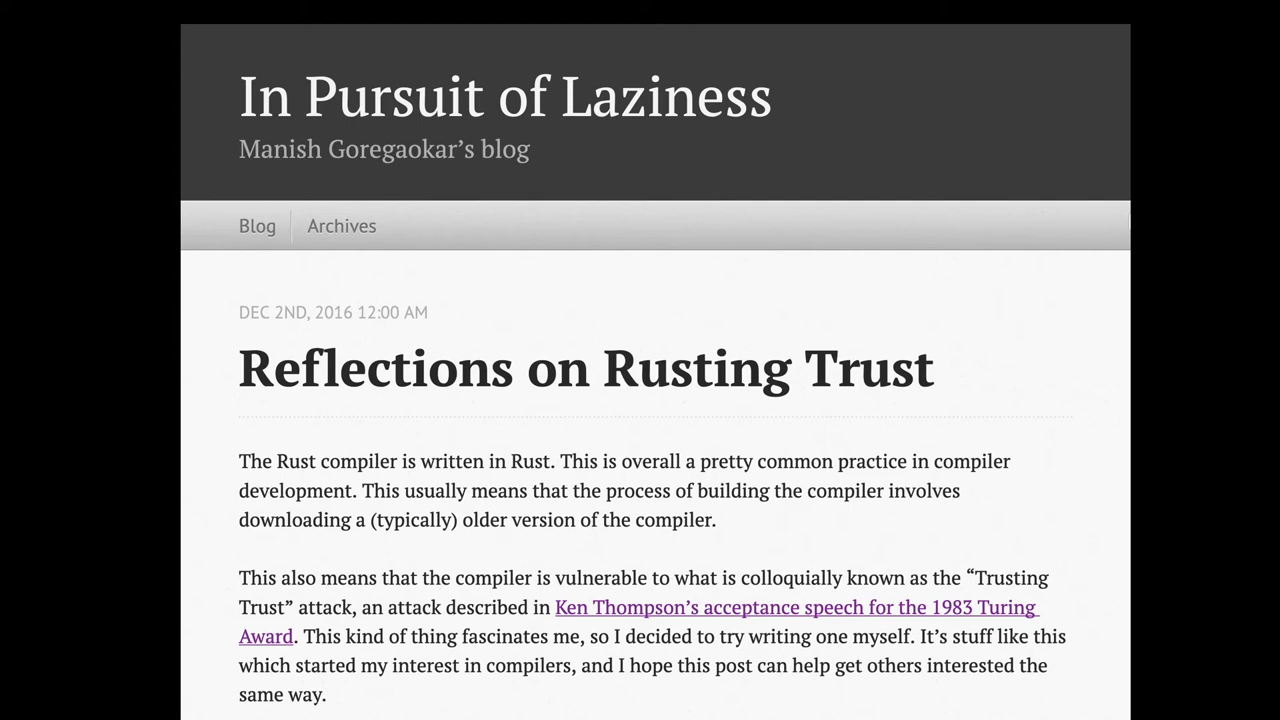 In Pursuit of Laziness
Manish Goregaokar’s blog
Blog
Archives
DEC 2ND, 2016 12:00 AM
Reflections on Rusting Trust
The Rust compiler is written in Rust. This is overall a pretty common practice in compiler
development. This usually means that the process of building the compiler involves
downloading a (typically) older version of the compiler.
This also means that the compiler is vulnerable to what is colloquially known as the “Trusting
Trust” attack, an attack described in Ken Thompson’s acceptance speech for the 1983 Turing
Award. This kind of thing fascinates me, so I decided to try writing one myself. It’s stuff like this
which started my interest in compilers, and I hope this post can help get others interested the
same way.